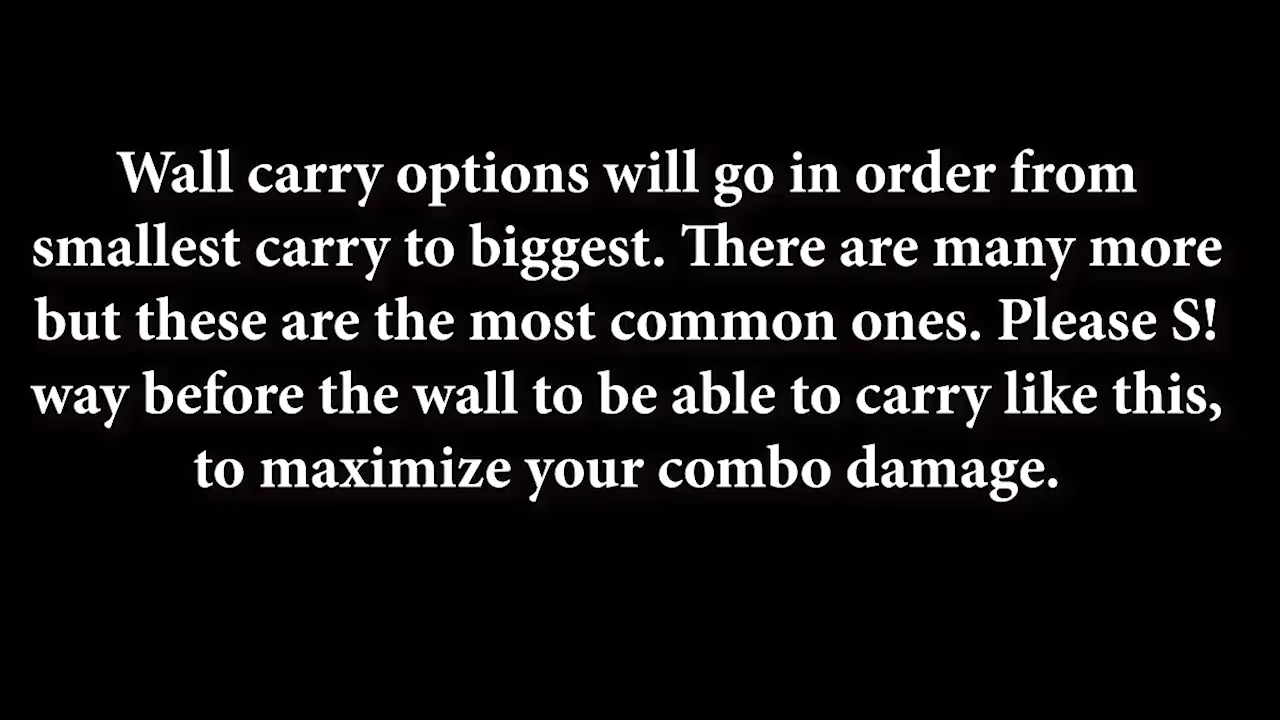 Wall carry options will go in order from
smallest carry to biggest. There are many more
but these are the most common ones. Please S!
way before the wall to be able to carry like this,
to maximize your combo damage.